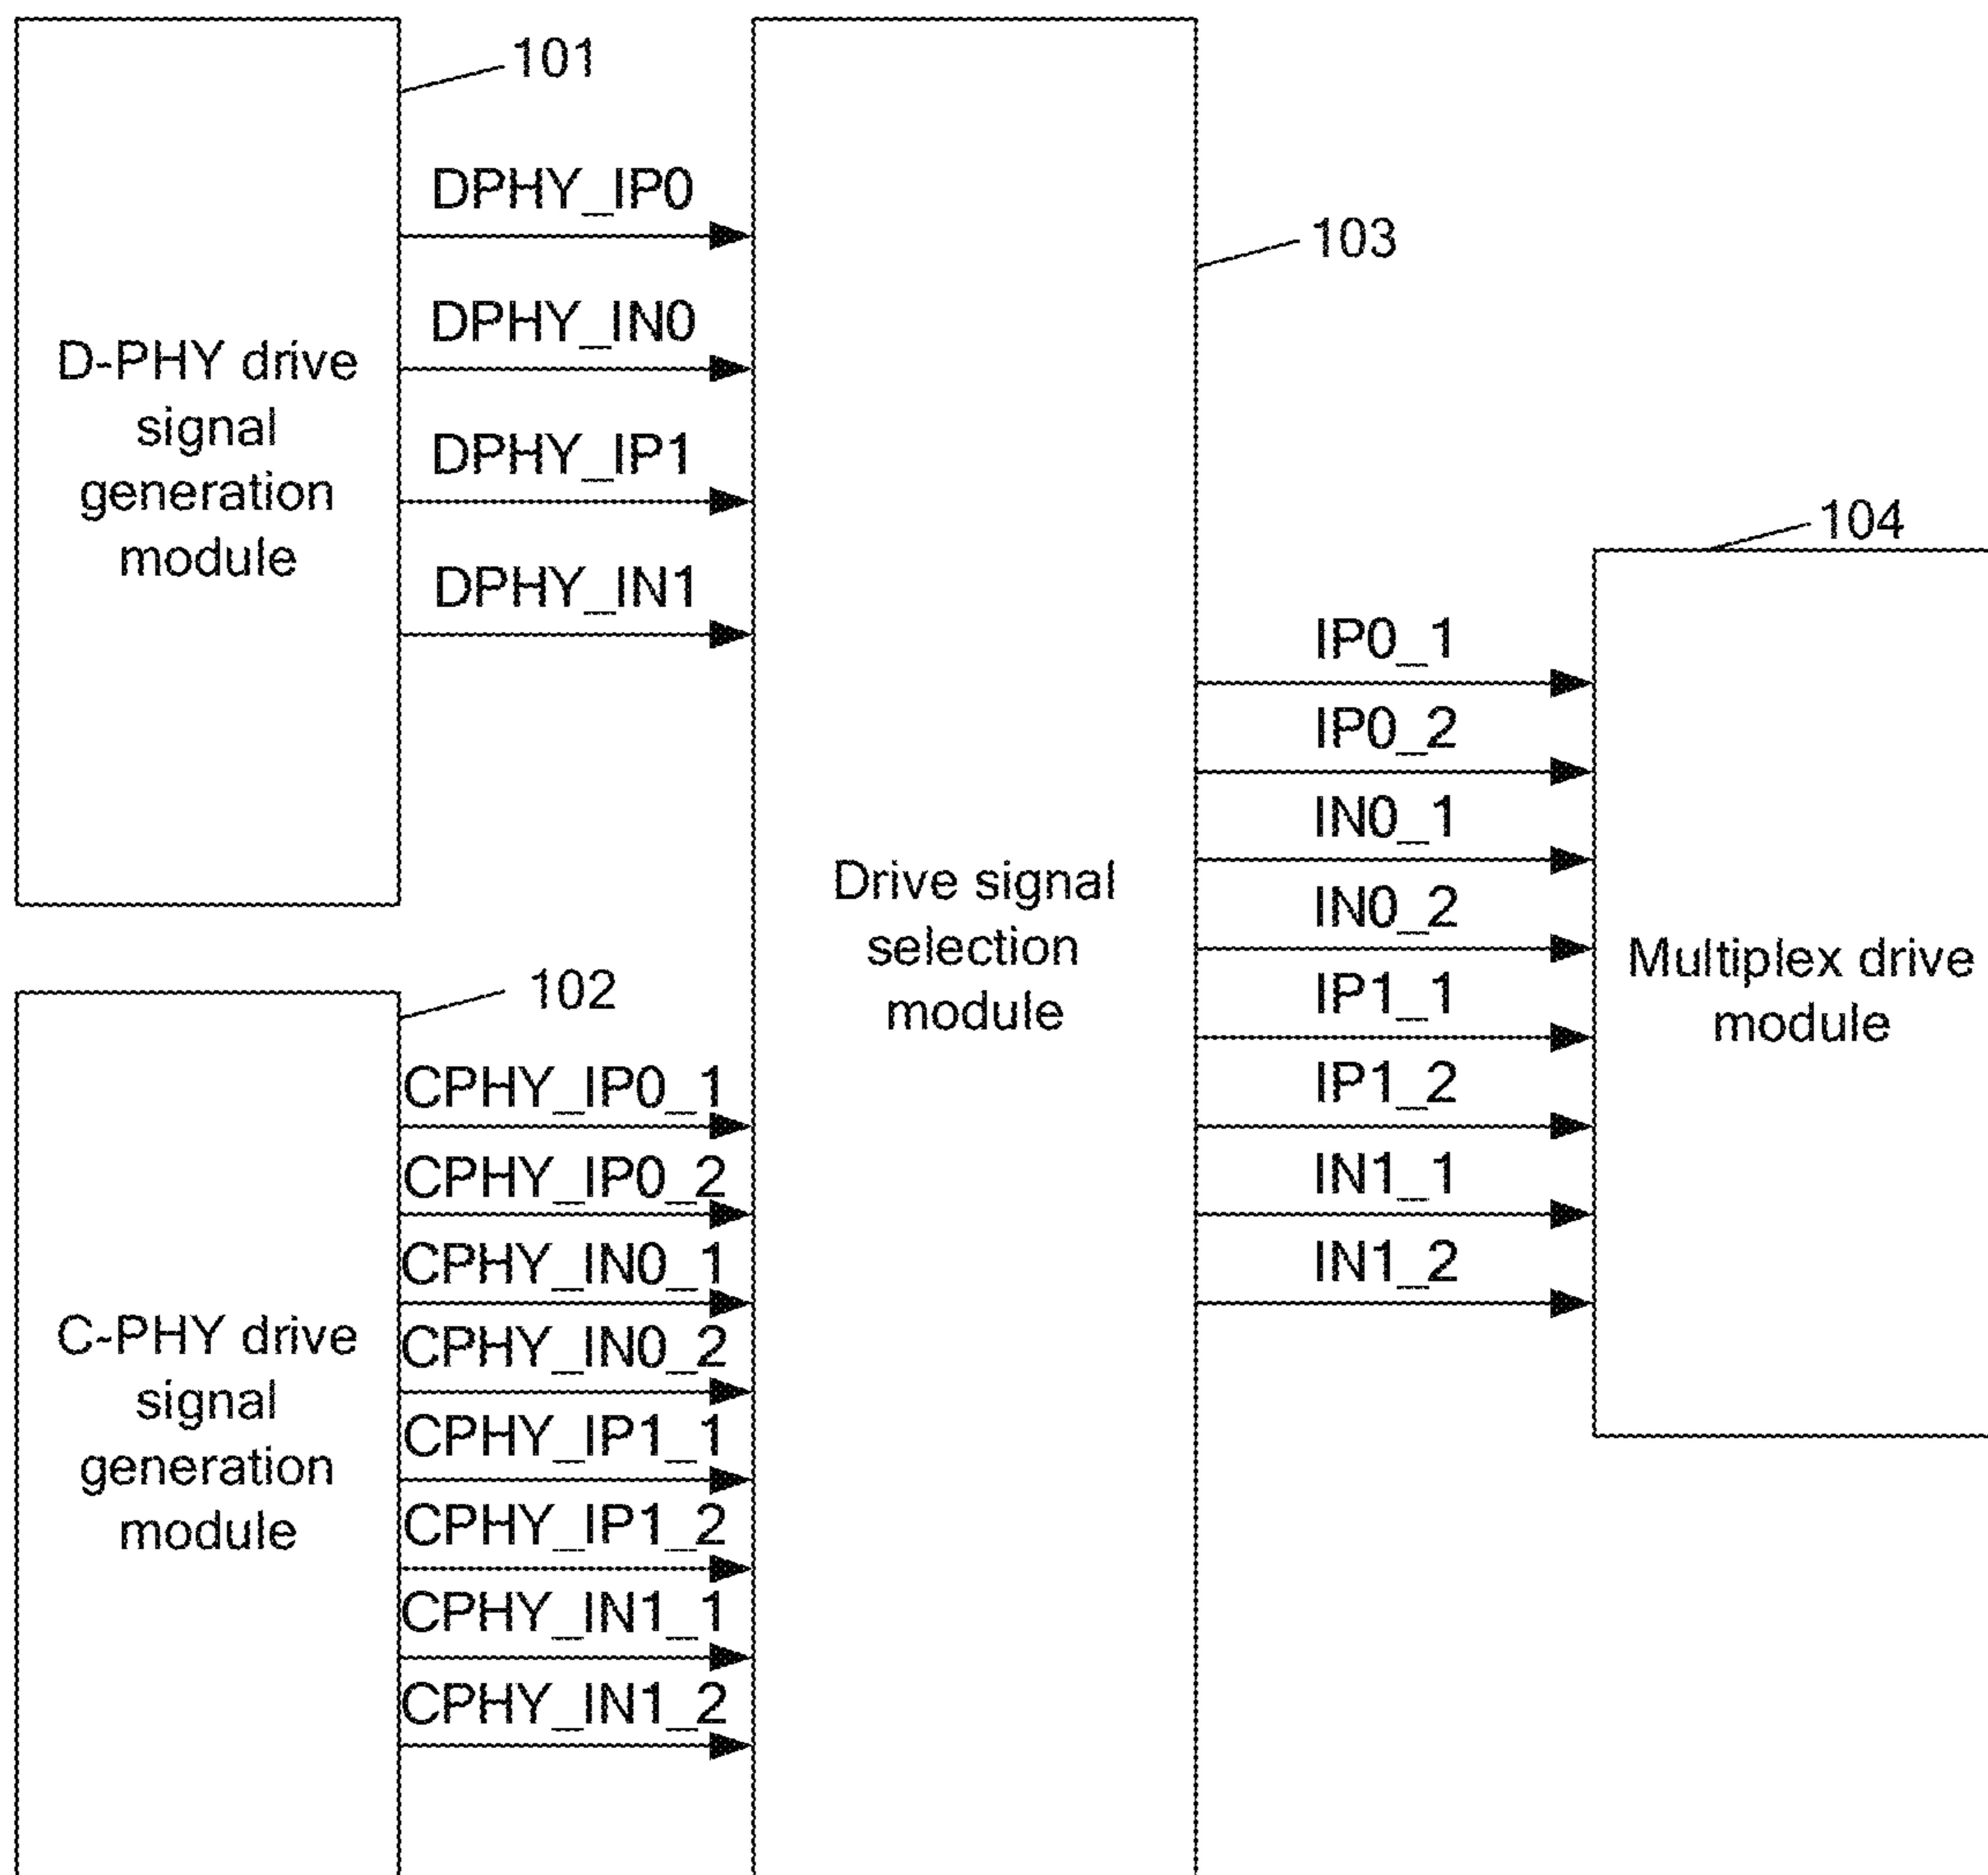 101
D-PHY drive
signal
generation
module
DPHY_IP0
DPHY_IN0
DPHY_IP1
DPHY_IN1
102
C-PHY drive
signal
generation
module
CPHY_IP0_1
CPHY_IP0_2
CPHY_IN0_1
CPHY_IN0_2
CPHY_IP1_1
CPHY_IP1_2
CPHY_IN1_1
CPHY_IN1_2
103
Drive signal
selection
module
IP0_1
IP0_2
IN0_1
IN0_2
IP1_1
IP1_2
IN1_1
IN1_2
104
Multiplex drive
module